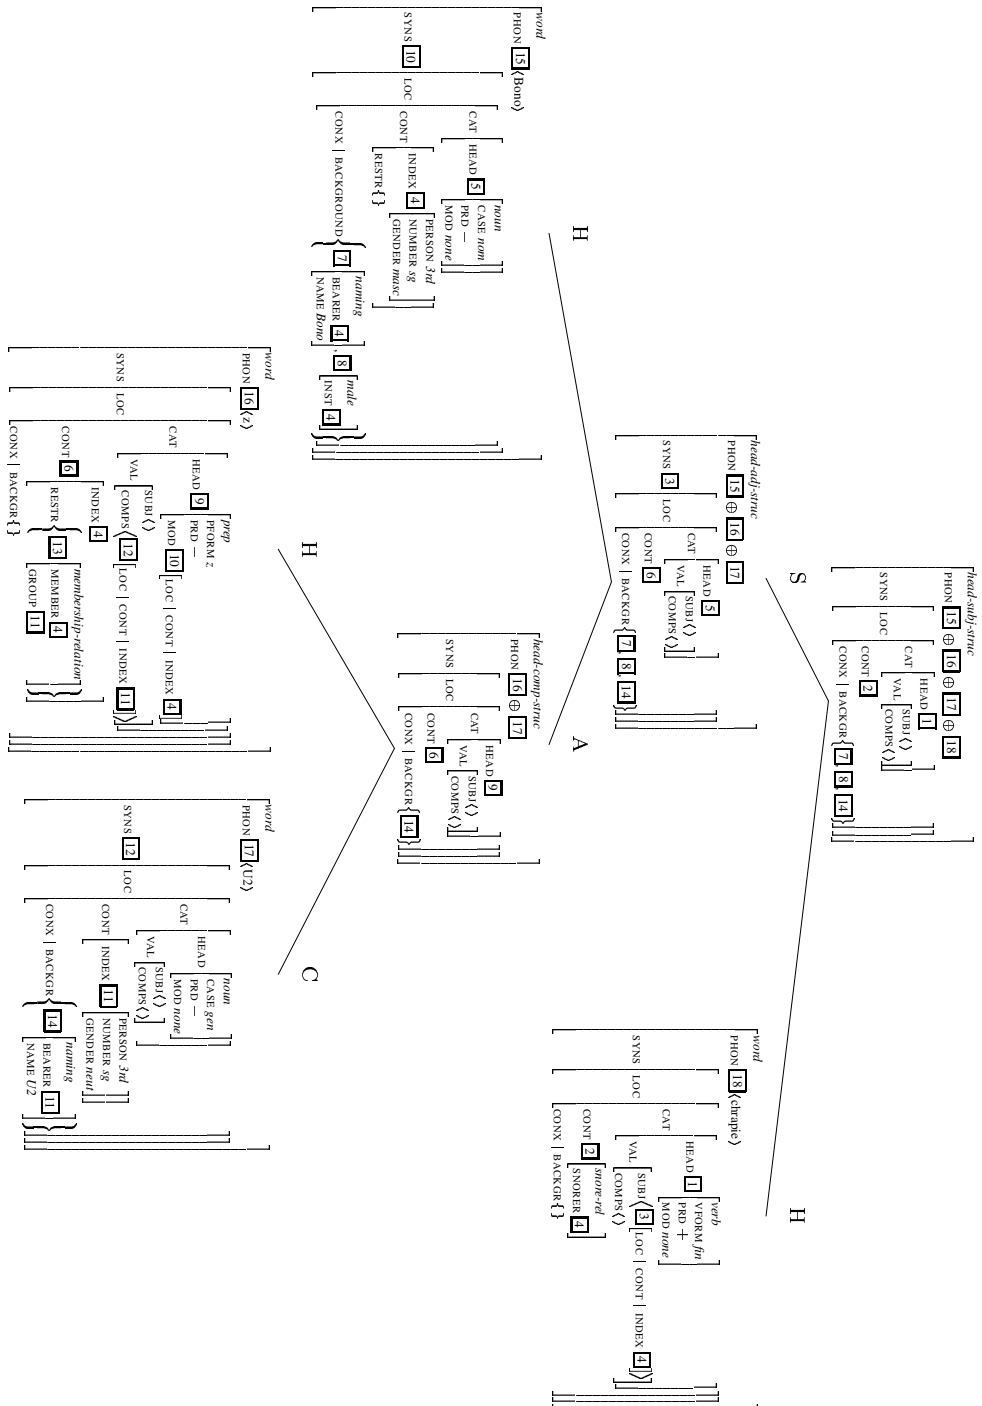 head-subj-struc
PHON 15 ⊕ 16 ⊕ 17 ⊕ 18
SYNS LOC
CAT
HEAD 1
VAL
SUBJ⟨⟩
COMPS⟨⟩
CONT 2
CONX | BACKGR{ 7 , 8 , 14 }
S
H
head-adj-struc
PHON 15 ⊕ 16 ⊕ 17
SYNS 3 LOC
CAT
HEAD 5
VAL
SUBJ⟨⟩
COMPS⟨⟩
CONT 6
CONX | BACKGR{ 7 , 8 , 14 }
word
PHON 18 ⟨chrapie⟩
SYNS LOC
CAT
HEAD 1
verb
VFORM fin
PRD +
MOD none
VAL
SUBJ⟨ 3 [LOC | CONT | INDEX 4 ]⟩
COMPS⟨⟩
CONT 2
snore-rel
SNORER 4
CONX | BACKGR{}
H
A
word
PHON 15 ⟨Bono⟩
SYNS 10 LOC
CAT
HEAD 5
noun
CASE nom
PRD −
MOD none
CONT
INDEX 4
PERSON 3rd
NUMBER sg
GENDER masc
RESTR{}
CONX | BACKGROUND
7
naming
BEARER 4
NAME Bono
, 8
male
INST 4
head-comp-struc
PHON 16 ⊕ 17
SYNS LOC
CAT
HEAD 9
VAL
SUBJ⟨⟩
COMPS⟨⟩
CONT 6
CONX | BACKGR{ 14 }
H
C
word
PHON 16 ⟨z⟩
SYNS LOC
CAT
HEAD 9
prep
PFORM z
PRD −
MOD 10 [LOC | CONT | INDEX 4 ]
VAL
SUBJ⟨⟩
COMPS⟨ 12 [LOC | CONT | INDEX 11 ]⟩
CONT 6
INDEX 4
RESTR
13
membership-relation
MEMBER 4
GROUP 11
CONX | BACKGR{}
word
PHON 17 ⟨U2⟩
SYNS 12 LOC
CAT
HEAD
noun
CASE gen
PRD −
MOD none
VAL
SUBJ⟨⟩
COMPS⟨⟩
CONT
INDEX 11
PERSON 3rd
NUMBER sg
GENDER neut
CONX | BACKGR
14
naming
BEARER 11
NAME U2